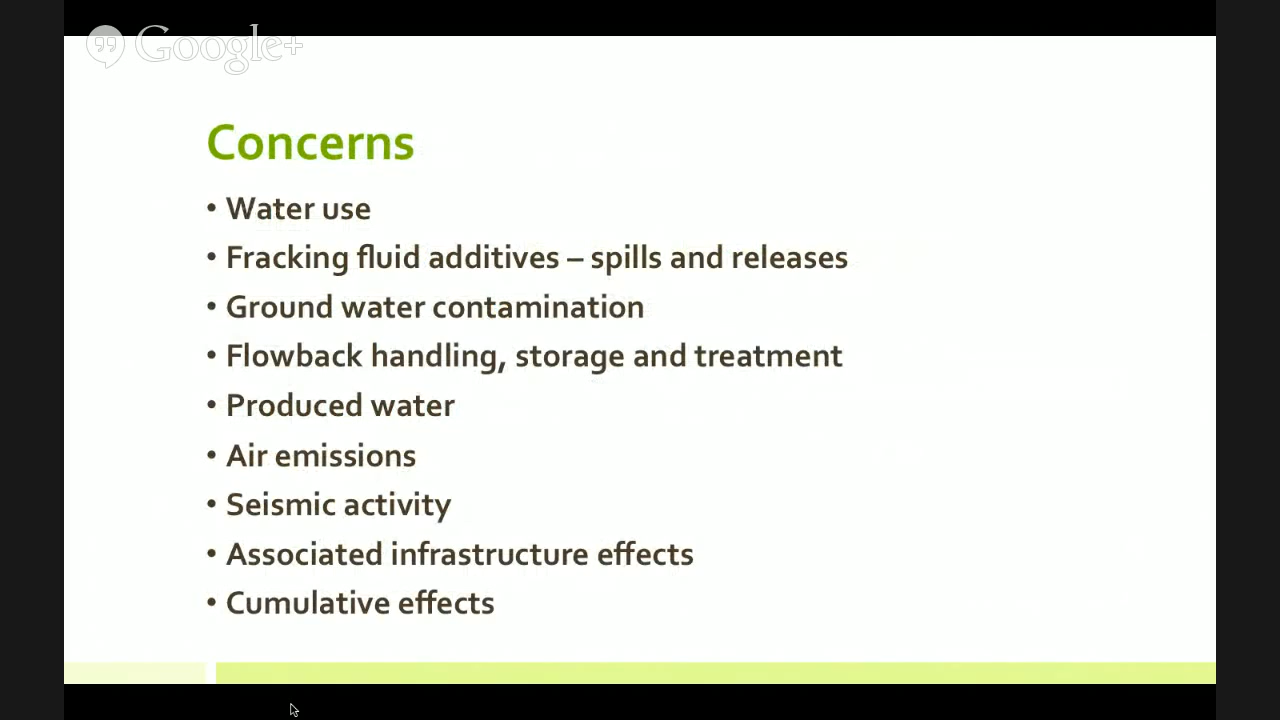 Google+
Concerns
• Water use
• Fracking fluid additives – spills and releases
• Ground water contamination
• Flowback handling, storage and treatment
• Produced water
• Air emissions
• Seismic activity
• Associated infrastructure effects
• Cumulative effects